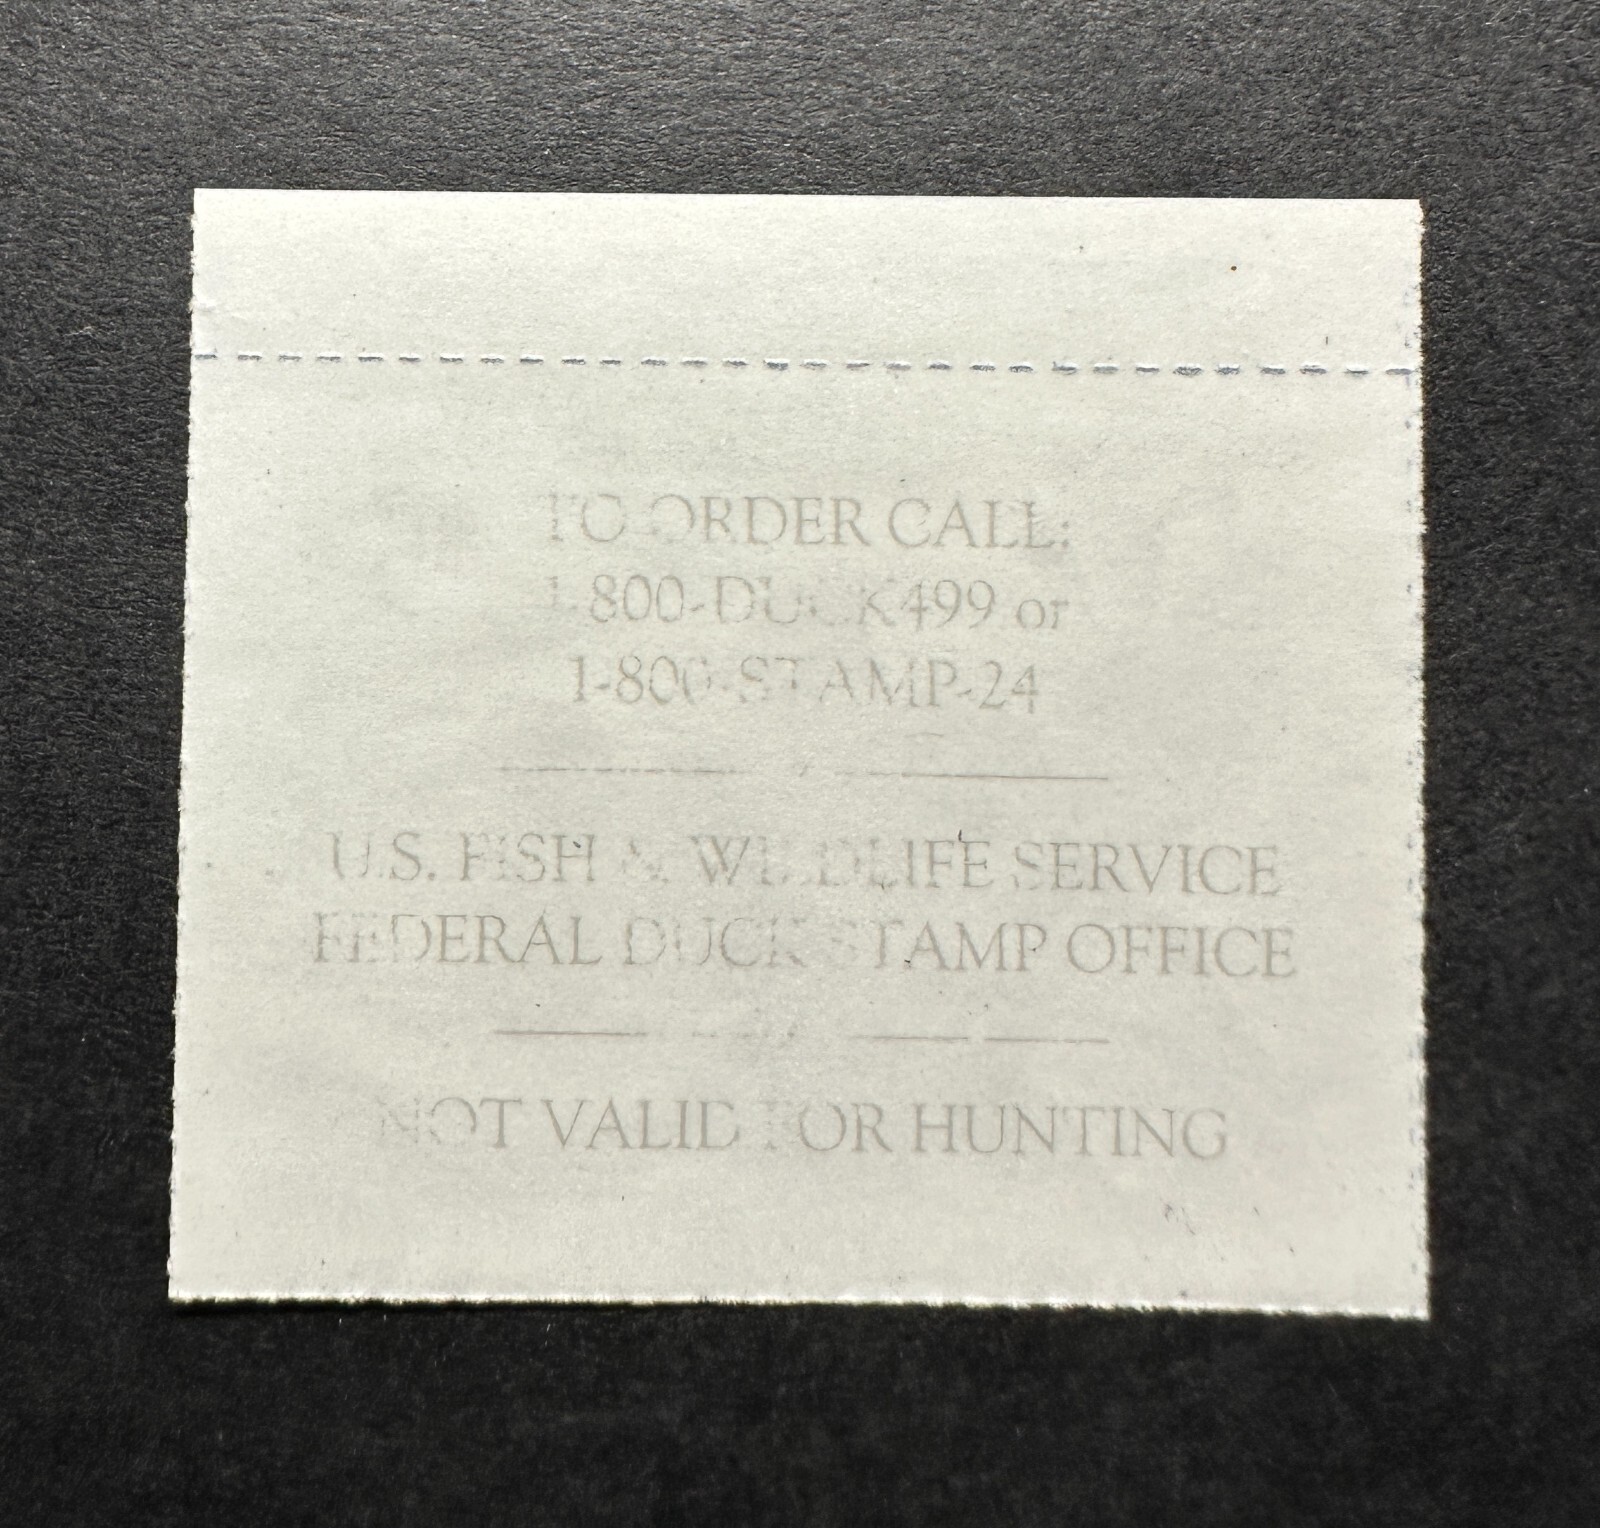 TO ORDER CALL:
1-800-DUCK499 or
1-800-STAMP-24
U.S. FISH & WILDLIFE SERVICE
FEDERAL DUCK STAMP OFFICE
NOT VALID FOR HUNTING